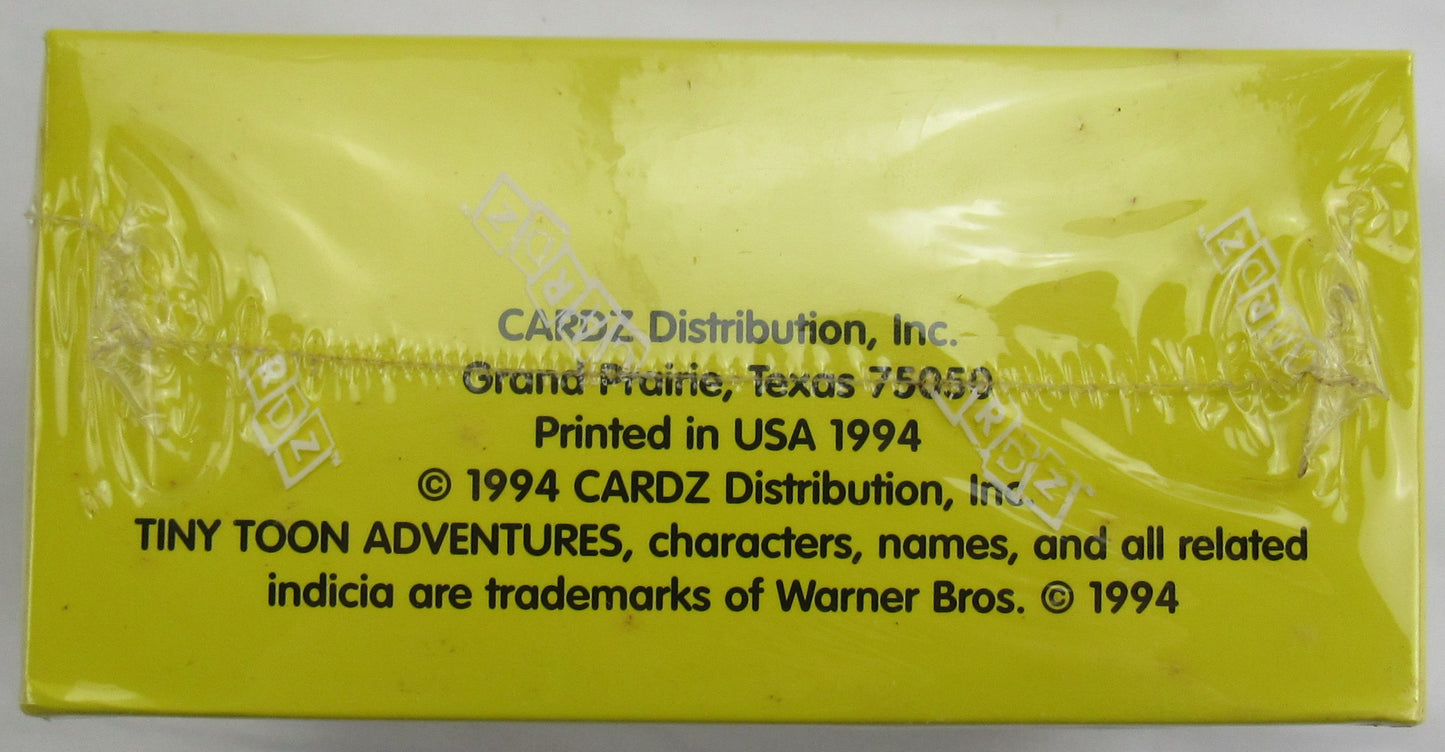 CARDZ Distribution, Inc.
Grand Prairie, Texas 75050
Printed in USA 1994
© 1994 CARDZ Distribution, Inc.
TINY TOON ADVENTURES, characters, names, and all related
indicia are trademarks of Warner Bros. © 1994
RDZ™